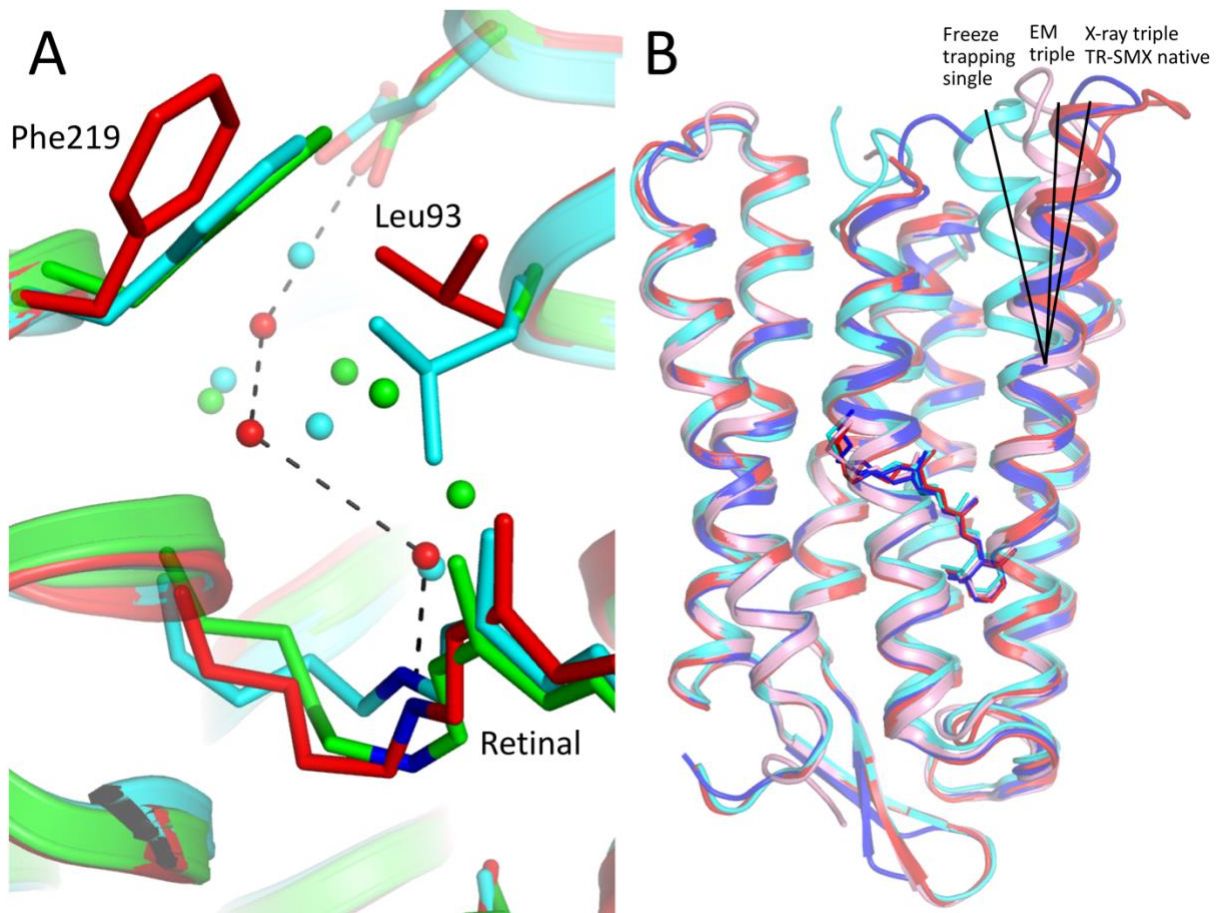 A
Phe219
Leu93
Retinal
B
Freeze
trapping
single
EM
triple
X-ray triple
TR-SMX native